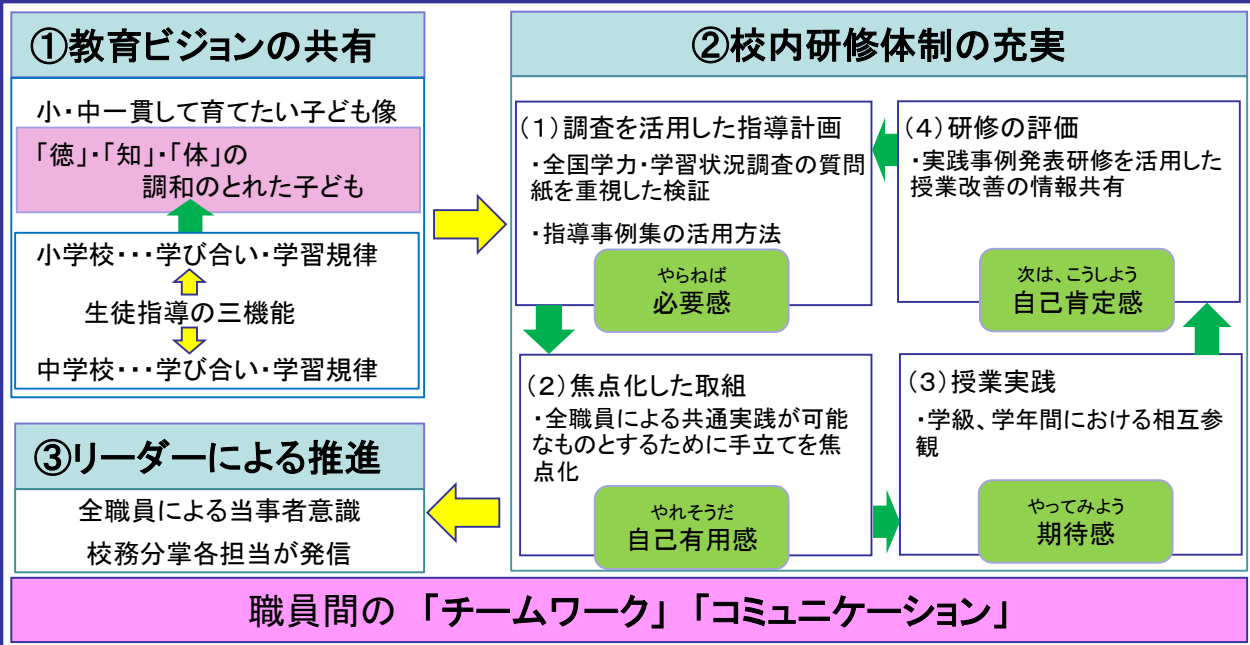 ①教育ビジョンの共有
小・中一貫して育てたい子ども像
「徳」・「知」・「体」の
調和のとれた子ども
小学校・・・学び合い・学習規律
生徒指導の三機能
中学校・・・学び合い・学習規律
②校内研修体制の充実
(1)調査を活用した指導計画
・全国学力・学習状況調査の質問
紙を重視した検証
・指導事例集の活用方法
やらねば
必要感
(2)焦点化した取組
・全職員による共通実践が可能
なものとするために手立てを焦
点化
やれそうだ
自己有用感
(3)授業実践
・学級、学年間における相互参
観
やってみよう
期待感
(4)研修の評価
・実践事例発表研修を活用した
授業改善の情報共有
次は、こうしよう
自己肯定感
③リーダーによる推進
全職員による当事者意識
校務分掌各担当が発信
職員間の 「チームワーク」 「コミュニケーション」